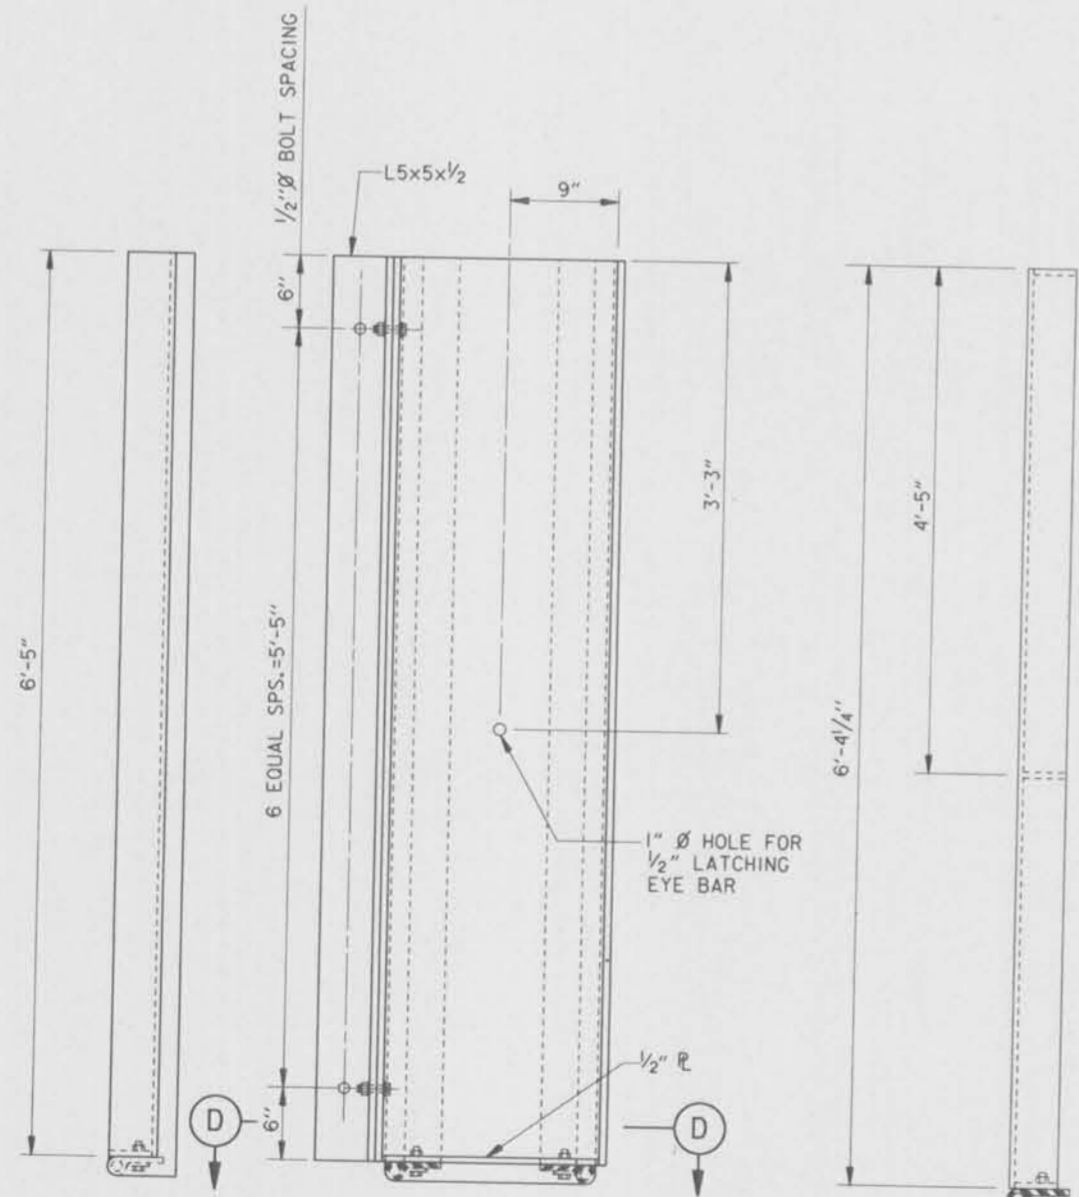 1/2"Ø BOLT SPACING
L5x5x1/2
9"
6"
3'-3"
4'-5"
6'-5"
6 EQUAL SPS.=5'-5"
6'-4 1/4"
1" Ø HOLE FOR
1/2" LATCHING
EYE BAR
1/2" ℄
D
6"
D